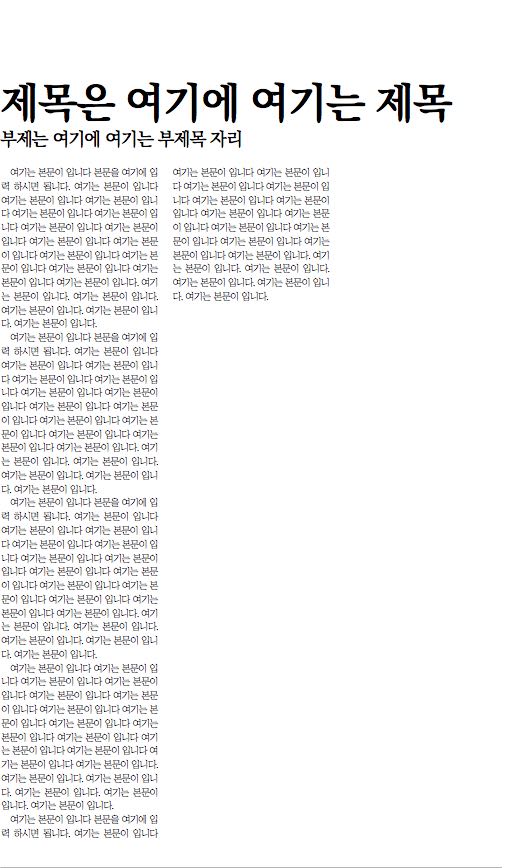 제목은 여기에 여기는 제목
부제는 여기에 여기는 부제목 자리
여기는 본문이 입니다 본문을 여기에 입
력 하시면 됩니다. 여기는 본문이 입니다
여기는 본문이 입니다 여기는 본문이 입니
다 여기는 본문이 입니다 여기는 본문이 입
니다 여기는 본문이 입니다 여기는 본문이
입니다 여기는 본문이 입니다 여기는 본문
이 입니다 여기는 본문이 입니다 여기는 본
문이 입니다 여기는 본문이 입니다 여기는
본문이 입니다 여기는 본문이 입니다. 여기
는 본문이 입니다. 여기는 본문이 입니다.
여기는 본문이 입니다. 여기는 본문이 입니
다. 여기는 본문이 입니다.
여기는 본문이 입니다 본문을 여기에 입
력 하시면 됩니다. 여기는 본문이 입니다
여기는 본문이 입니다 여기는 본문이 입니
다 여기는 본문이 입니다 여기는 본문이 입
니다 여기는 본문이 입니다 여기는 본문이
입니다 여기는 본문이 입니다 여기는 본문
이 입니다 여기는 본문이 입니다 여기는 본
문이 입니다 여기는 본문이 입니다 여기는
본문이 입니다 여기는 본문이 입니다. 여기
는 본문이 입니다. 여기는 본문이 입니다.
여기는 본문이 입니다. 여기는 본문이 입니
다. 여기는 본문이 입니다.
여기는 본문이 입니다 본문을 여기에 입
력 하시면 됩니다. 여기는 본문이 입니다
여기는 본문이 입니다 여기는 본문이 입니
다 여기는 본문이 입니다 여기는 본문이 입
니다 여기는 본문이 입니다 여기는 본문이
입니다 여기는 본문이 입니다 여기는 본문
이 입니다 여기는 본문이 입니다 여기는 본
문이 입니다 여기는 본문이 입니다 여기는
본문이 입니다 여기는 본문이 입니다. 여기
는 본문이 입니다. 여기는 본문이 입니다.
여기는 본문이 입니다. 여기는 본문이 입니
다. 여기는 본문이 입니다.
여기는 본문이 입니다 여기는 본문이 입
니다 여기는 본문이 입니다 여기는 본문이
입니다 여기는 본문이 입니다 여기는 본문
이 입니다 여기는 본문이 입니다 여기는 본
문이 입니다 여기는 본문이 입니다 여기는
본문이 입니다 여기는 본문이 입니다 여기
는 본문이 입니다 여기는 본문이 입니다 여
기는 본문이 입니다. 여기는 본문이 입니다.
여기는 본문이 입니다. 여기는 본문이 입니
다. 여기는 본문이 입니다. 여기는 본문이
입니다. 여기는 본문이 입니다.
여기는 본문이 입니다 본문을 여기에 입
력 하시면 됩니다. 여기는 본문이 입니다
여기는 본문이 입니다 여기는 본문이 입니
다 여기는 본문이 입니다 여기는 본문이 입
니다 여기는 본문이 입니다 여기는 본문이
입니다 여기는 본문이 입니다 여기는 본문
이 입니다 여기는 본문이 입니다 여기는 본
문이 입니다 여기는 본문이 입니다 여기는
본문이 입니다 여기는 본문이 입니다. 여기
는 본문이 입니다. 여기는 본문이 입니다.
여기는 본문이 입니다. 여기는 본문이 입니
다. 여기는 본문이 입니다.